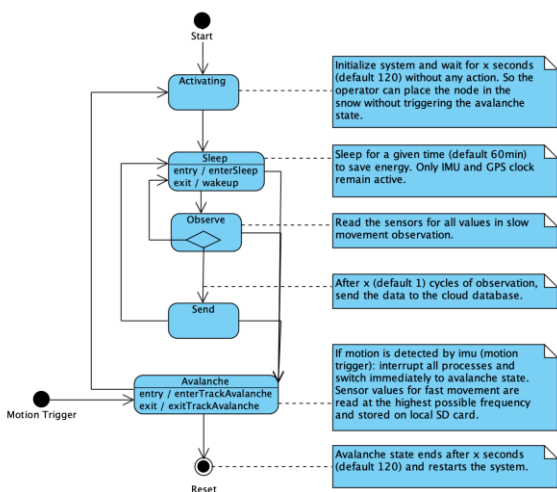 Start
Activating
Initialize system and wait for x seconds
(default 120) without any action. So the
operator can place the node in the
snow without triggering the avalanche
state.
Sleep
entry / enterSleep
exit / wakeup
Sleep for a given time (default 60min)
to save energy. Only IMU and GPS clock
remain active.
Observe
Read the sensors for all values in slow
movement observation.
After x (default 1) cycles of observation,
send the data to the cloud database.
Send
If motion is detected by imu (motion
trigger): interrupt all processes and
switch immediately to avalanche state.
Sensor values for fast movement are
read at the highest possible frequency
and stored on local SD card.
Avalanche
entry / enterTrackAvalanche
exit / exitTrackAvalanche
Motion Trigger
Avalanche state ends after x seconds
(default 120) and restarts the system.
Reset